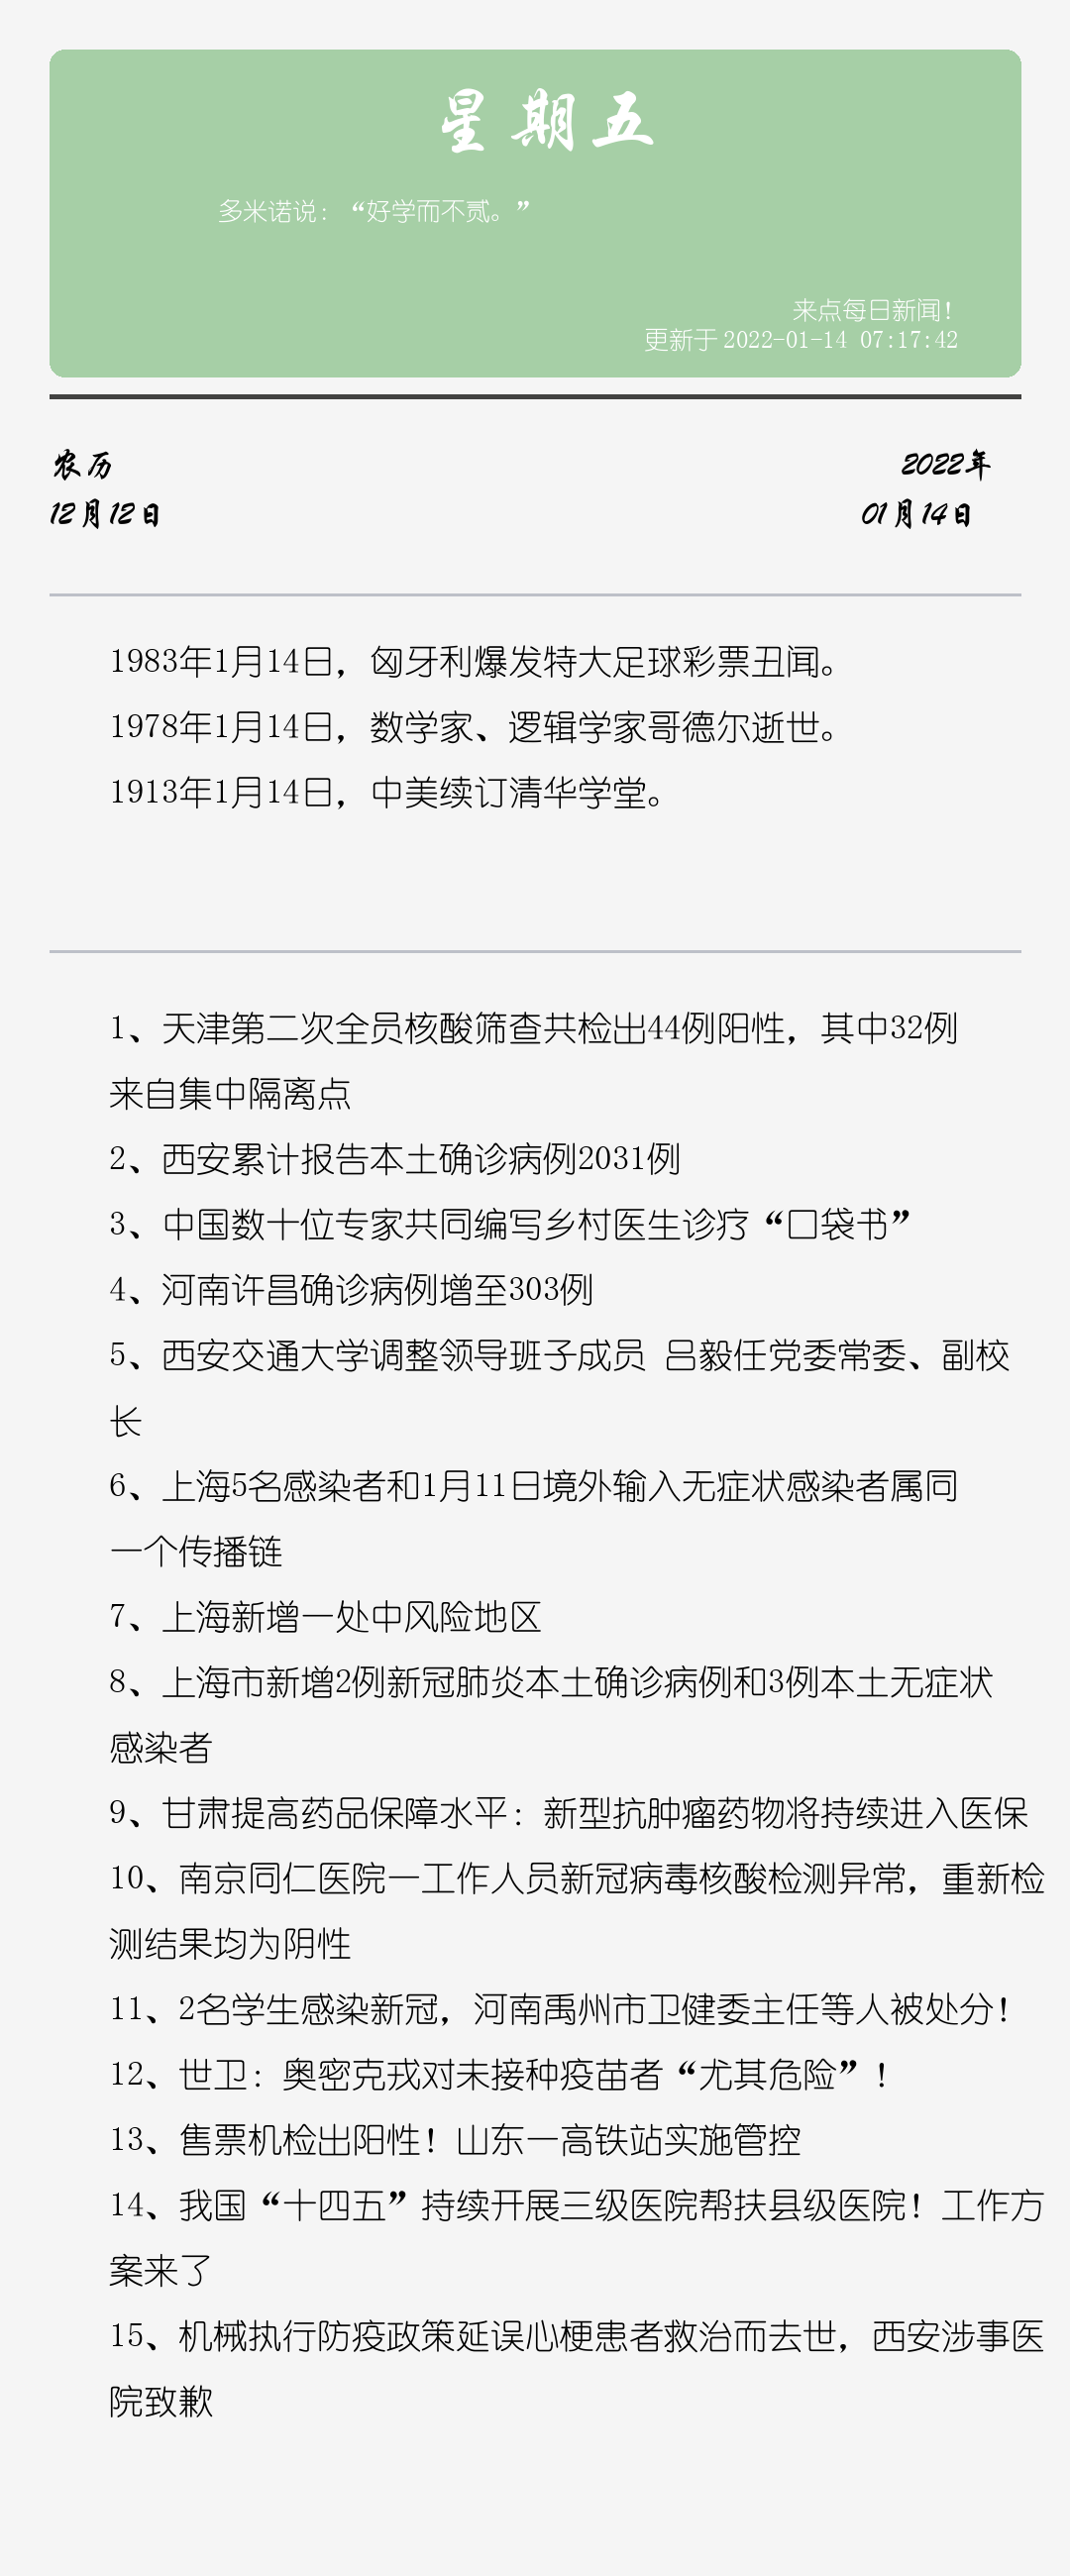 星期五
多米诺说：“好学而不贰。”
来点每日新闻！
更新于 2022-01-14 07:17:42
农历
2022年
12月12日
01月14日
1983年1月14日，匈牙利爆发特大足球彩票丑闻。
1978年1月14日，数学家、逻辑学家哥德尔逝世。
1913年1月14日，中美续订清华学堂。
1、天津第二次全员核酸筛查共检出44例阳性，其中32例
来自集中隔离点
2、西安累计报告本土确诊病例2031例
3、中国数十位专家共同编写乡村医生诊疗“口袋书”
4、河南许昌确诊病例增至303例
5、西安交通大学调整领导班子成员 吕毅任党委常委、副校
长
6、上海5名感染者和1月11日境外输入无症状感染者属同
一个传播链
7、上海新增一处中风险地区
8、上海市新增2例新冠肺炎本土确诊病例和3例本土无症状
感染者
9、甘肃提高药品保障水平：新型抗肿瘤药物将持续进入医保
10、南京同仁医院一工作人员新冠病毒核酸检测异常，重新检
测结果均为阴性
11、2名学生感染新冠，河南禹州市卫健委主任等人被处分！
12、世卫：奥密克戎对未接种疫苗者“尤其危险”！
13、售票机检出阳性！山东一高铁站实施管控
14、我国“十四五”持续开展三级医院帮扶县级医院！工作方
案来了
15、机械执行防疫政策延误心梗患者救治而去世，西安涉事医
院致歉